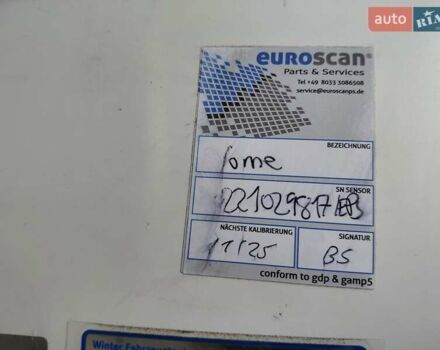 auto RIA
euroscan
Parts & Services
Tel +49 8033 3086508
service@euroscanps.de
BEZEICHNUNG
SN SENSOR
NÄCHSTE KALIBRIERUNG
SIGNATUR
11/25
BS
conform to gdp & gamp5
Winter